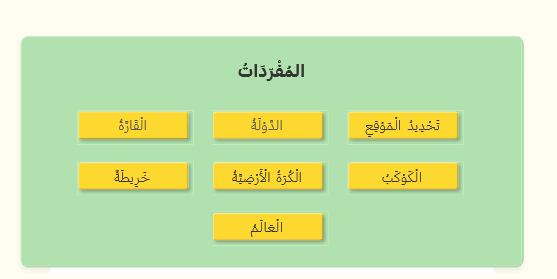 المُفْرَدَاتُ
تَحْدِيدُ الْمَوْقِعِ الدَّوْلَةُ الْقَارَّةُ
الْكَوْكَبُ الْكُرَةُ الْأَرْضِيَّةُ خَرِيطَةٌ
الْعَالَمُ